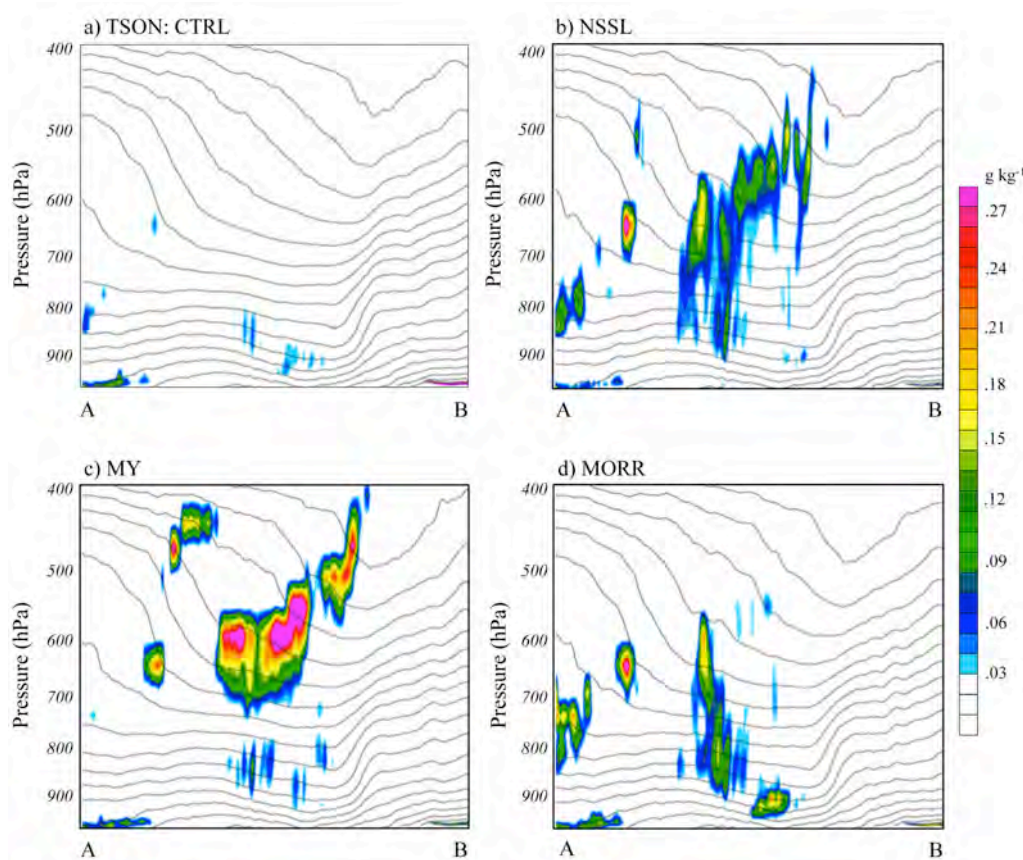 a) TSON: CTRL
b) NSSL
400
500
600
700
800
900
Pressure (hPa)
A
B
400
500
600
700
800
900
Pressure (hPa)
A
B
c) MY
d) MORR
400
500
600
700
800
900
Pressure (hPa)
A
B
400
500
600
700
800
900
Pressure (hPa)
A
B
g kg⁻¹
.27
.24
.21
.18
.15
.12
.09
.06
.03